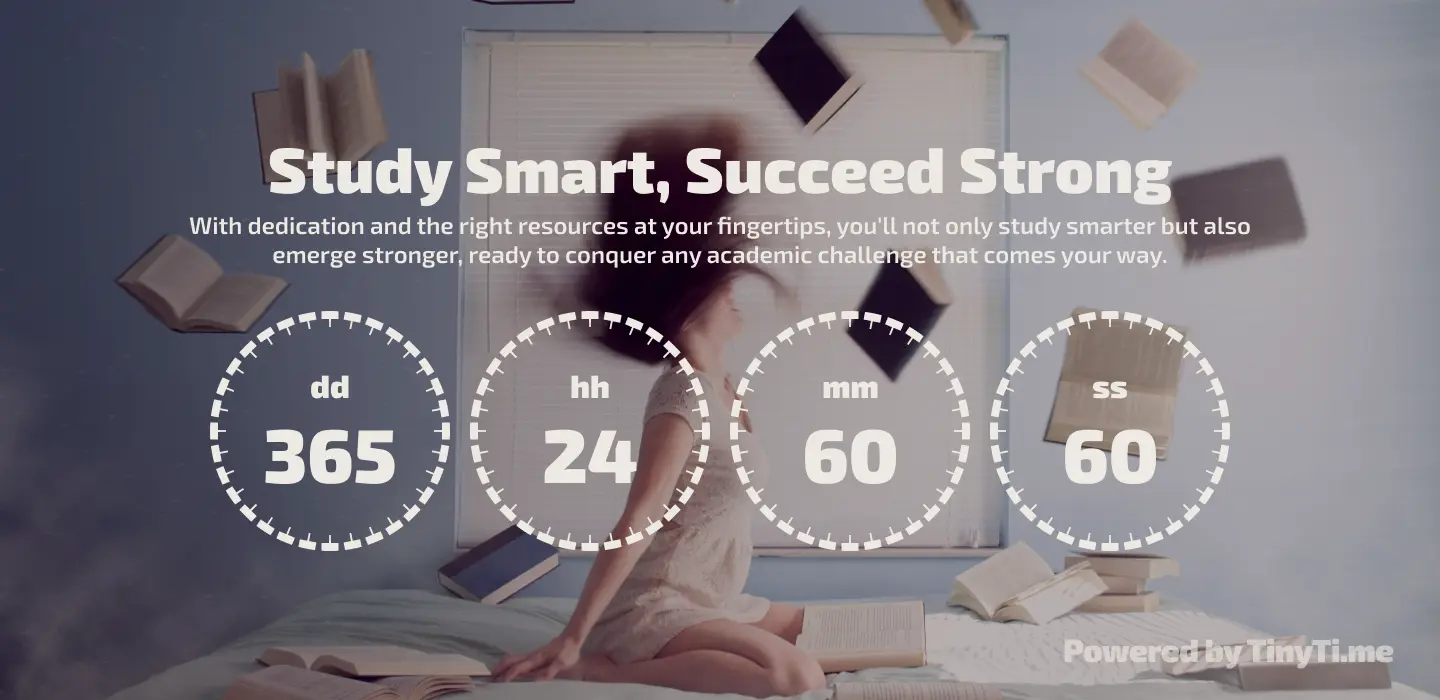 Study Smart, Succeed Strong
With dedication and the right resources at your fingertips, you'll not only study smarter but also
emerge stronger, ready to conquer any academic challenge that comes your way.
dd hh mm ss
365 24 60 60
Powered by TinyTi.me